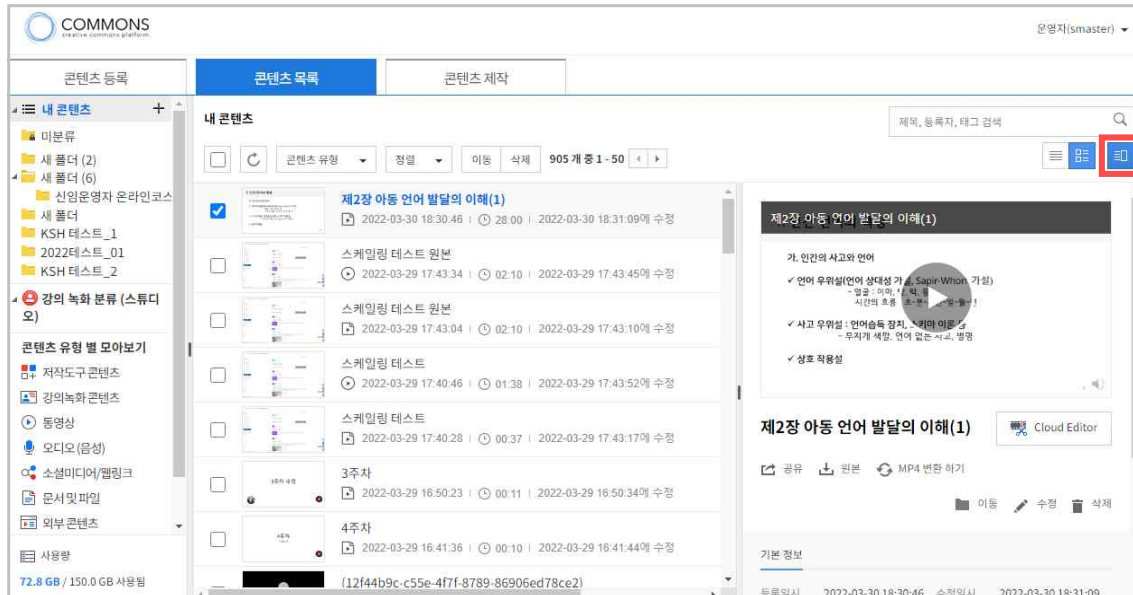 COMMONS
creative commons platform
운영자(smaster)
콘텐츠 등록
콘텐츠 목록
콘텐츠 제작
내 콘텐츠
미분류
새 폴더 (2)
새 폴더 (6)
신임운영자 온라인코스
새 폴더
KSH 테스트_1
2022테스트_01
KSH 테스트_2
강의 녹화 분류 (스튜디
오)
콘텐츠 유형 별 모아보기
저작도구 콘텐츠
강의녹화 콘텐츠
동영상
오디오(음성)
소셜미디어/웹링크
문서 및 파일
외부 콘텐츠
사용량
72.8 GB / 150.0 GB 사용됨
내 콘텐츠
제목, 등록자, 태그 검색
콘텐츠 유형
정렬
이동
삭제
905 개 중 1 - 50
제2장 아동 언어 발달의 이해(1)
2022-03-30 18:30:46 | 28:00 | 2022-03-30 18:31:09에 수정
스케일링 테스트 원본
2022-03-29 17:43:34 | 02:10 | 2022-03-29 17:43:45에 수정
스케일링 테스트 원본
2022-03-29 17:43:04 | 02:10 | 2022-03-29 17:43:10에 수정
스케일링 테스트
2022-03-29 17:40:46 | 01:38 | 2022-03-29 17:43:52에 수정
스케일링 테스트
2022-03-29 17:40:28 | 00:37 | 2022-03-29 17:43:17에 수정
3주차
2022-03-29 16:50:23 | 00:11 | 2022-03-29 16:50:34에 수정
4주차
2022-03-29 16:41:36 | 00:10 | 2022-03-29 16:41:44에 수정
(12f44b9c-c55e-4f7f-8789-86906ed78ce2)
제2장 아동 언어 발달의 이해(1)
가. 인간의 사고와 언어
✓ 언어 우위설(언어 상대성 가설, Sapir-Whorf 가설)
- 얼굴 : 이마,
시간의 흐름
✓ 사고 우위설 : 언어습득 장치,
- 무지개 색깔, 언어 없는 사고, 명명
✓ 상호 작용설
제2장 아동 언어 발달의 이해(1)
Cloud Editor
공유
원본
MP4 변환 하기
이동
수정
삭제
기본 정보
등록일시 2022-03-30 18:30:46 수정일시 2022-03-30 18:31:09